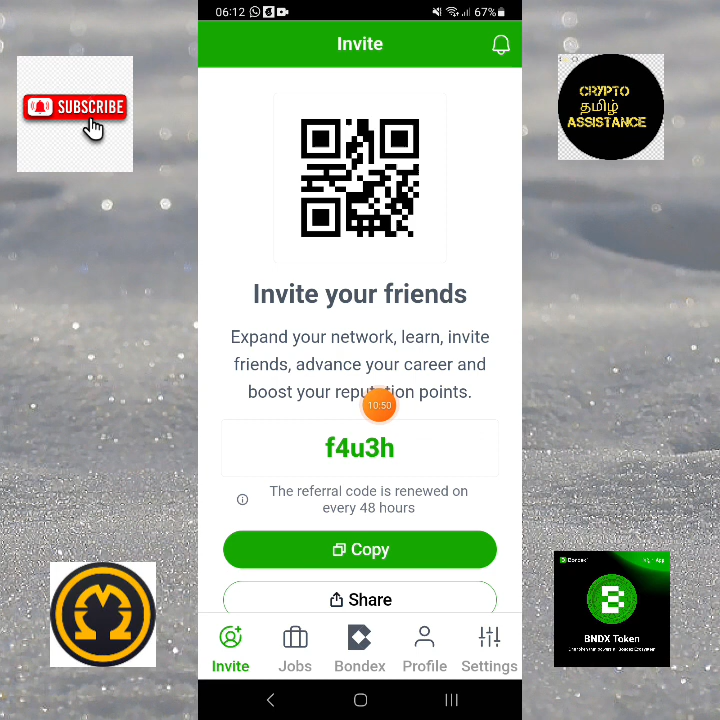 06:12
67%
Invite
SUBSCRIBE
CRYPTO
தமிழ்
ASSISTANCE
Invite your friends
Expand your network, learn, invite
friends, advance your career and
boost your reputation points.
10:50
f4u3h
The referral code is renewed on
every 48 hours
Copy
Share
Bondex
App
BNDX Token
Invite
Jobs
Bondex
Profile
Settings